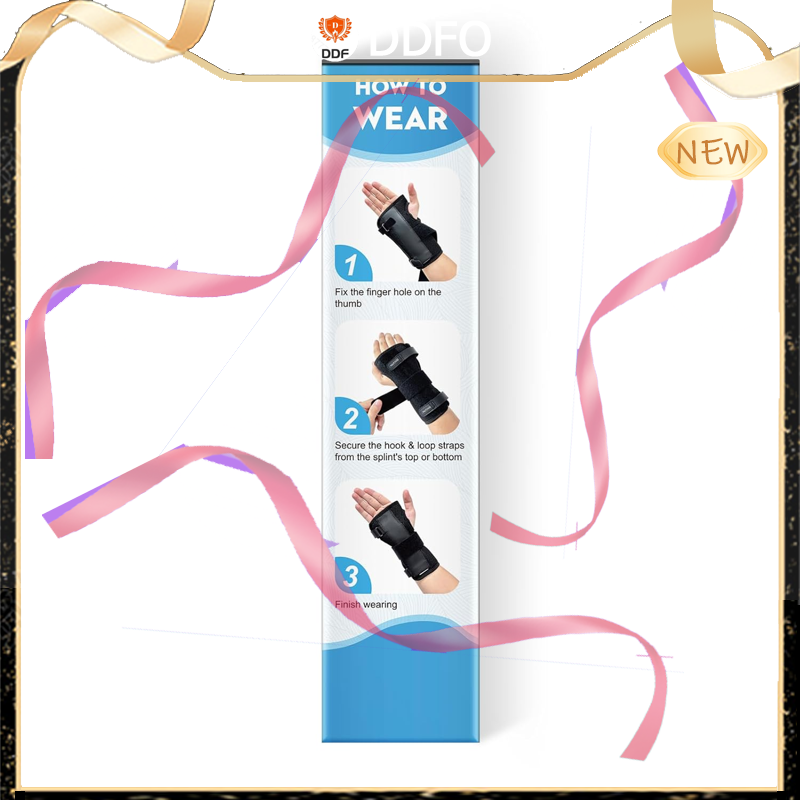 DDFO
DDF
HOW TO
WEAR
NEW
1
Fix the finger hole on the
thumb
2
Secure the hook & loop straps
from the splint's top or bottom
3
Finish wearing